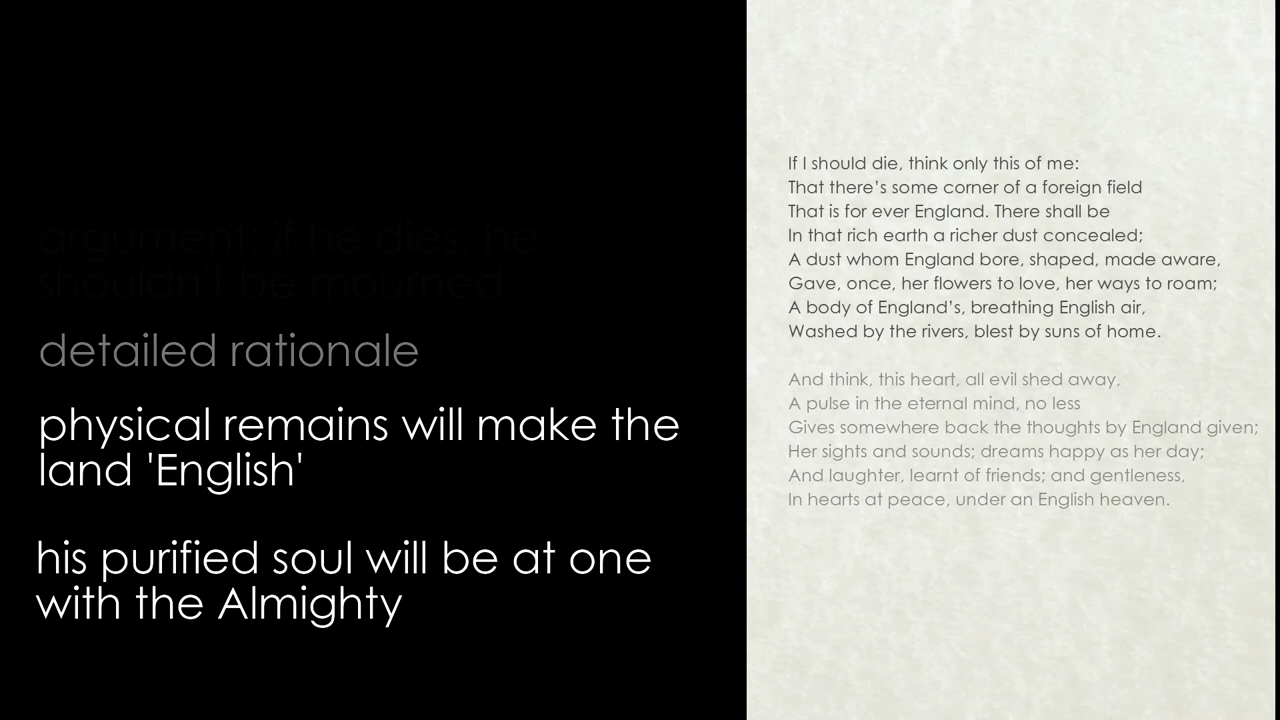 argument: if he dies, he
shouldn't be mourned
detailed rationale
physical remains will make the
land 'English'
his purified soul will be at one
with the Almighty
If I should die, think only this of me:
That there's some corner of a foreign field
That is for ever England. There shall be
In that rich earth a richer dust concealed;
A dust whom England bore, shaped, made aware,
Gave, once, her flowers to love, her ways to roam;
A body of England's, breathing English air,
Washed by the rivers, blest by suns of home.
And think, this heart, all evil shed away,
A pulse in the eternal mind, no less
Gives somewhere back the thoughts by England given;
Her sights and sounds; dreams happy as her day;
And laughter, learnt of friends; and gentleness,
In hearts at peace, under an English heaven.